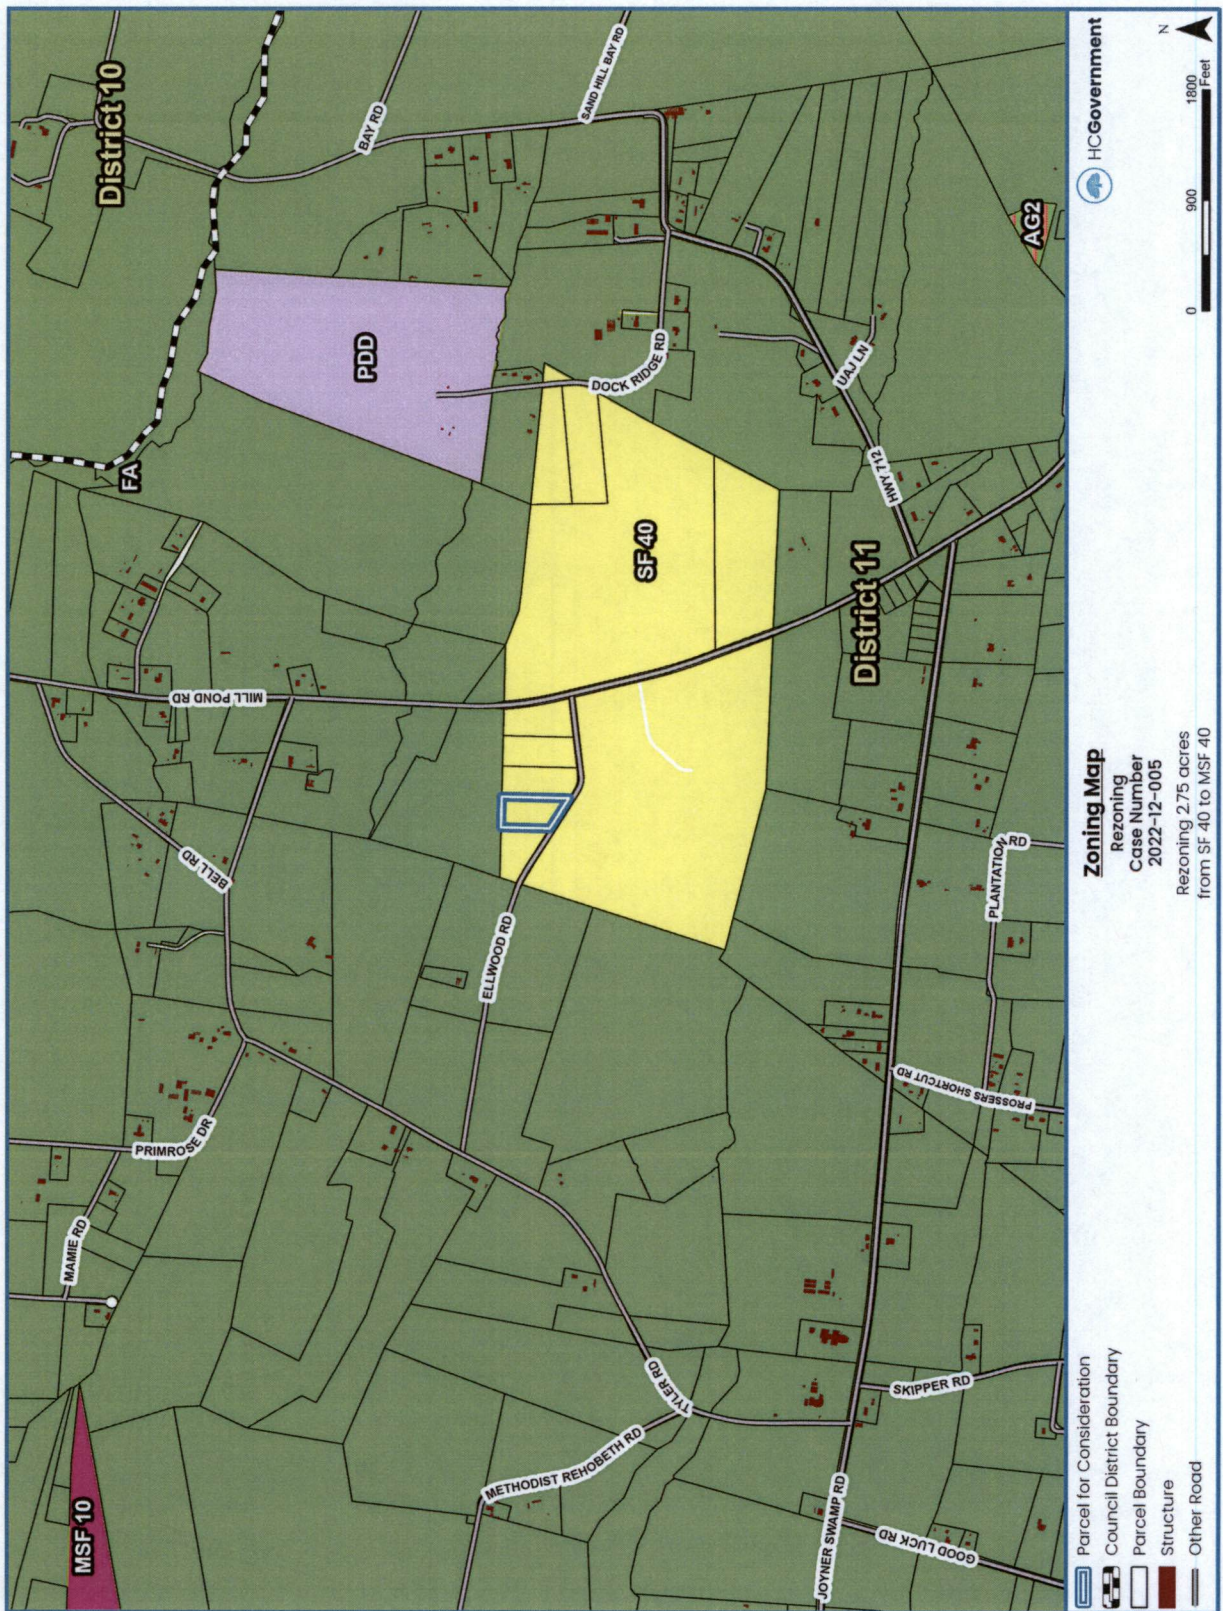 District 10
BAY RD
SAND HILL BAY RD
FA
PDD
AG2
DOCK RIDGE RD
UAJ LN
HWY 712
SF 40
District 11
MILL POND RD
BELL RD
ELLWOOD RD
PLANTATION RD
PROSSERS SHORTCUT RD
PRIMROSE DR
MAMIE RD
TYLER RD
SKIPPER RD
METHODIST REHOBETH RD
MSF 10
JOYNER SWAMP RD
GOOD LUCK RD
Parcel for Consideration
Council District Boundary
Parcel Boundary
Structure
Other Road
Zoning Map
Rezoning
Case Number
2022-12-005
Rezoning 2.75 acres
from SF 40 to MSF 40
HCGovernment
N
0 900 1800
Feet